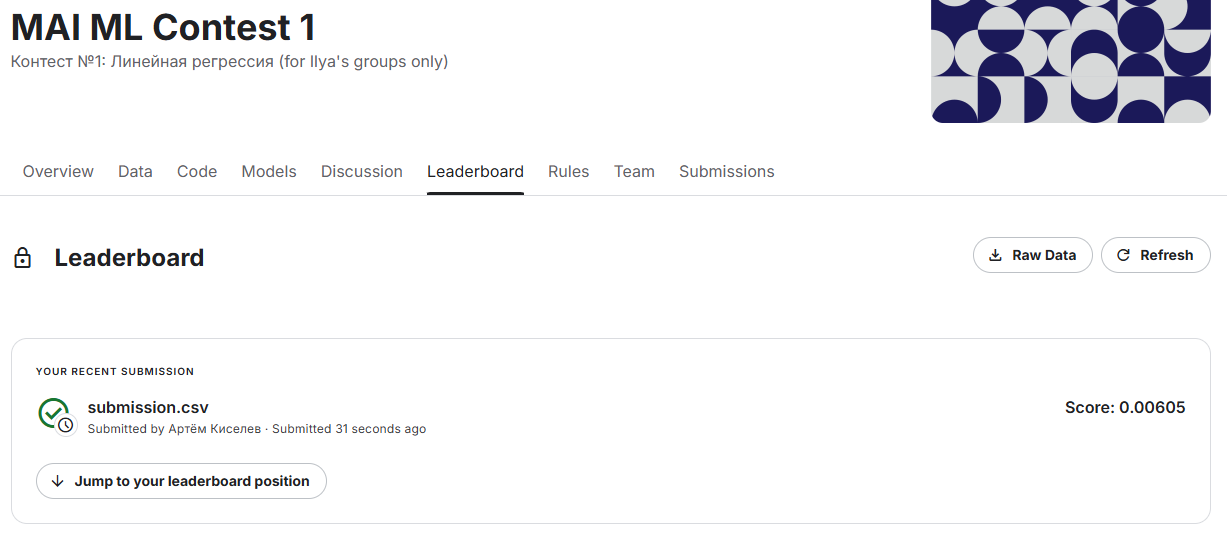 MAI ML Contest 1
Контест №1: Линейная регрессия (for Ilya's groups only)
Overview Data Code Models Discussion Leaderboard Rules Team Submissions
Leaderboard
Raw Data
Refresh
YOUR RECENT SUBMISSION
submission.csv
Submitted by Артём Киселев · Submitted 31 seconds ago
Score: 0.00605
Jump to your leaderboard position